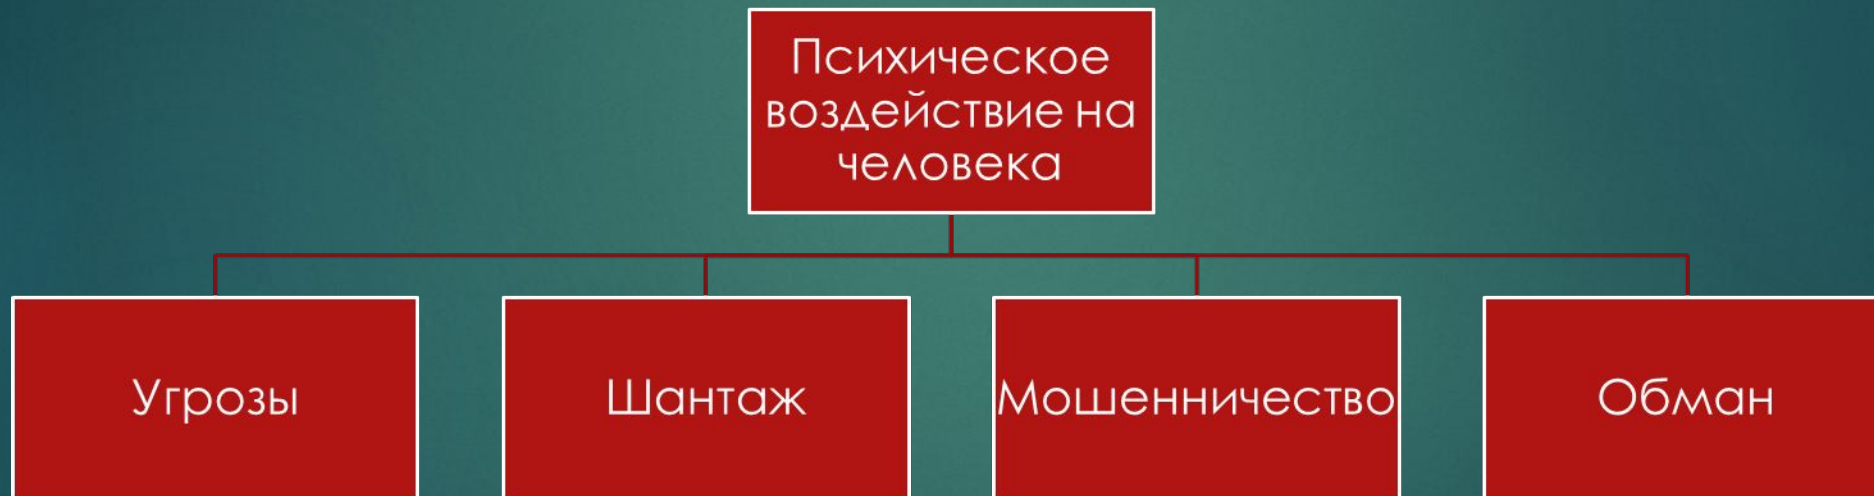 Психическое
воздействие на
человека
Угрозы
Шантаж
Мошенничество
Обман